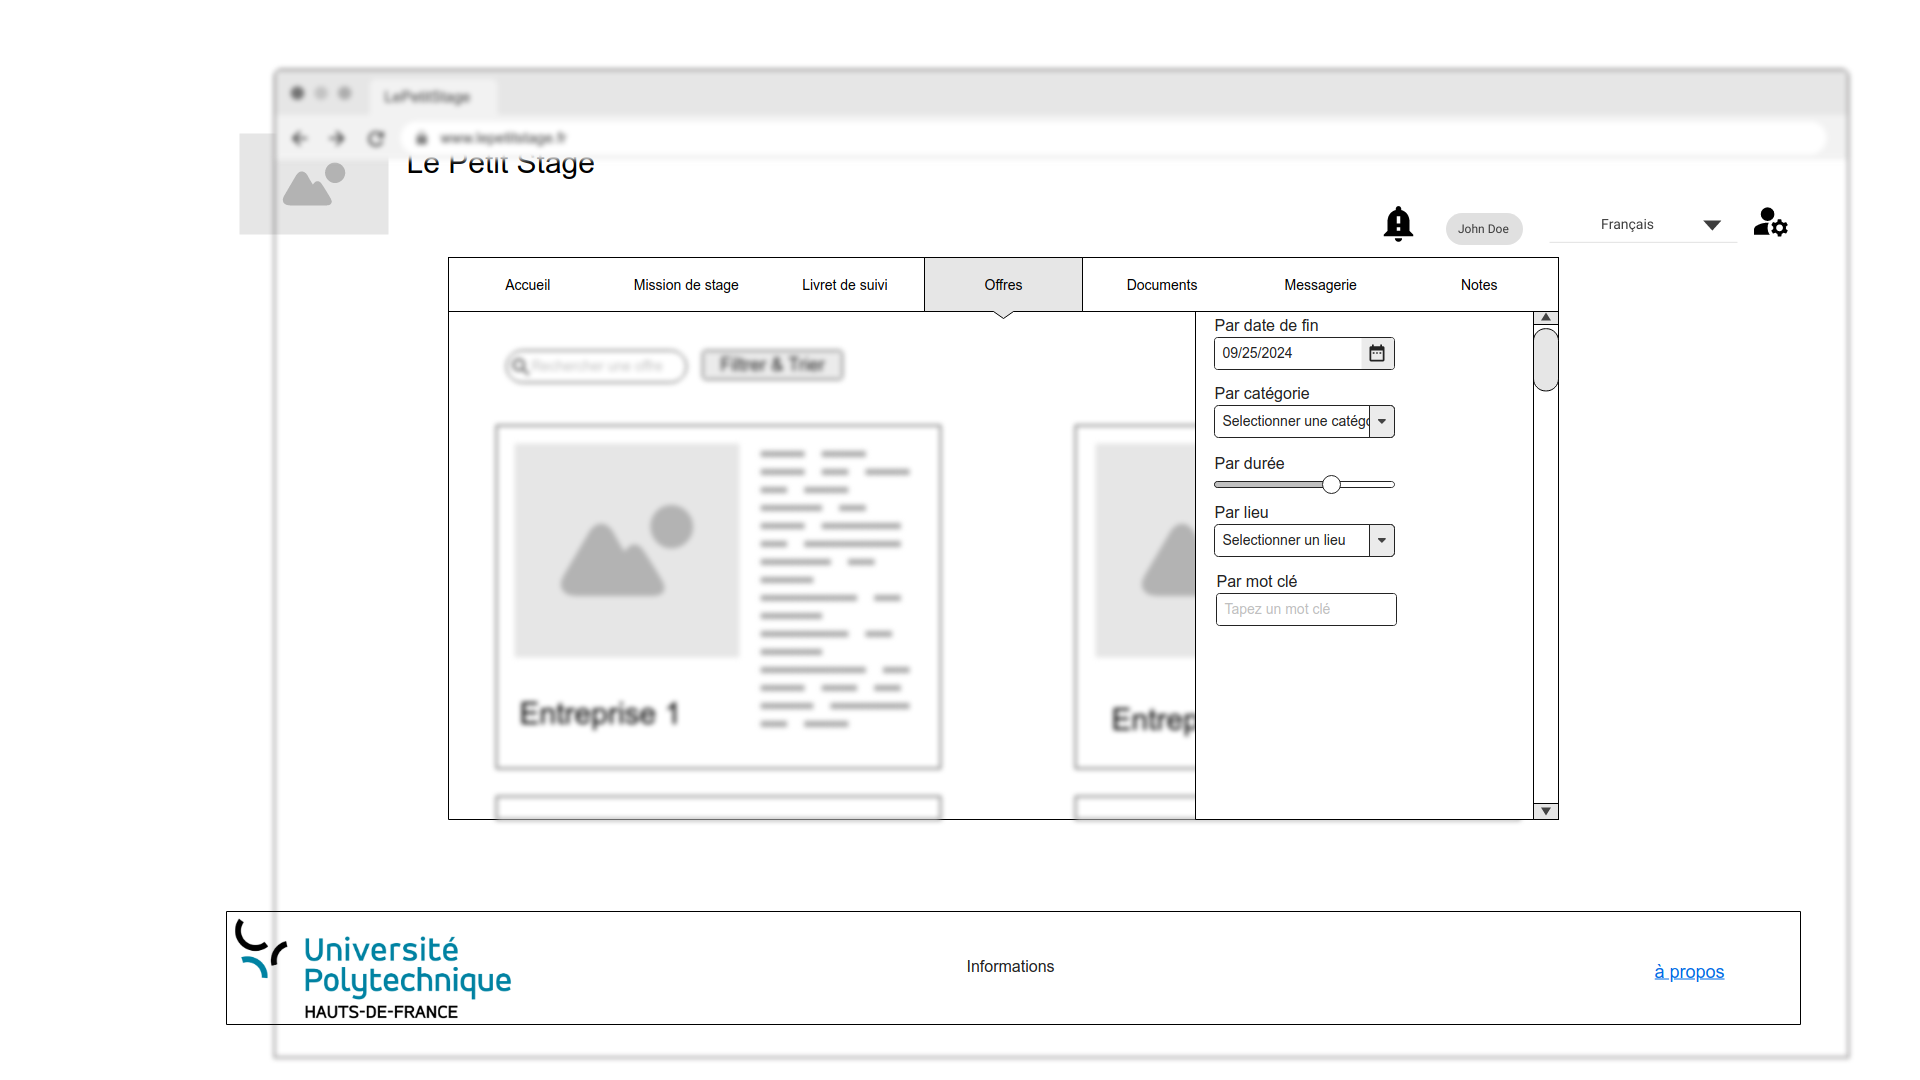 LePetitStage
www.lepetitstage.fr
Le Petit Stage
John Doe
Français
Accueil
Mission de stage
Livret de suivi
Offres
Documents
Messagerie
Notes
Rechercher une offre
Filtrer & Trier
Par date de fin
09/25/2024
Par catégorie
Selectionner une catégo
Par durée
Par lieu
Selectionner un lieu
Par mot clé
Tapez un mot clé
Entreprise 1
Entrep
Université
Polytechnique
HAUTS-DE-FRANCE
Informations
à propos